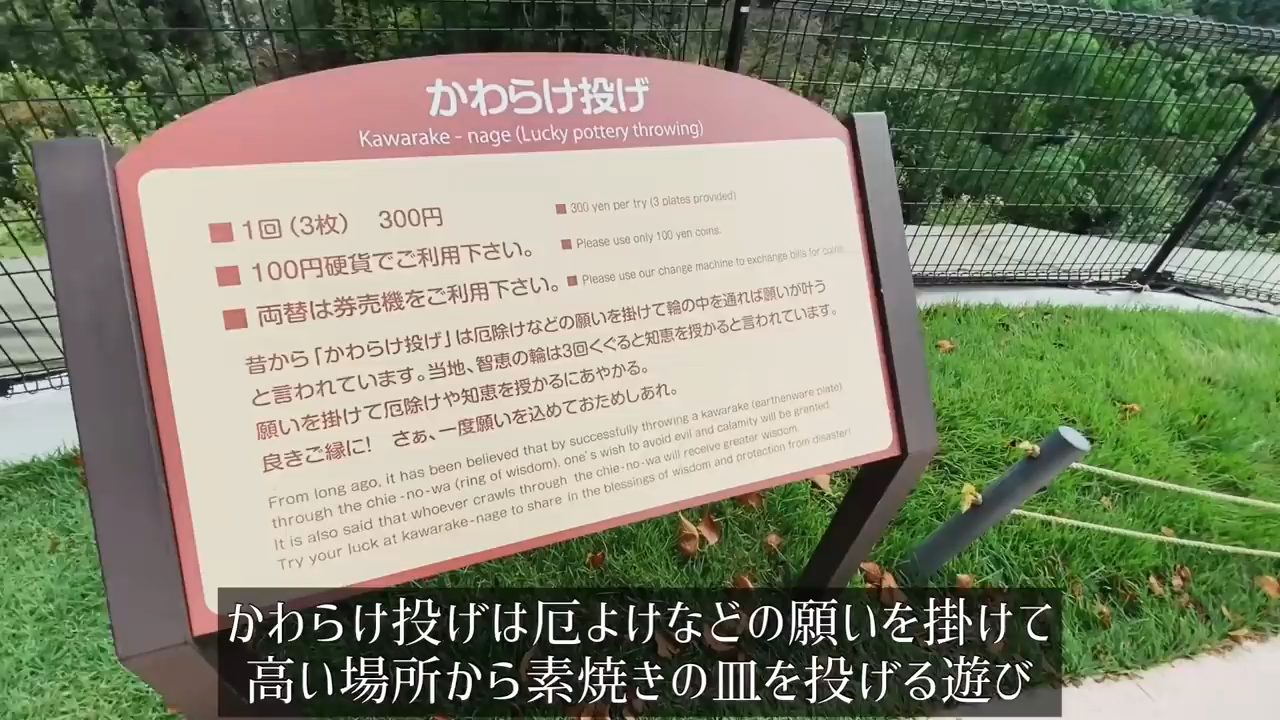 かわらけ投げ
Kawarake - nage (Lucky pottery throwing)
■ 1回（3枚） 300円
■ 100円硬貨でご利用下さい。
■ 両替は券売機をご利用下さい。
■ 300 yen per try (3 plates provided)
■ Please use only 100 yen coins.
■ Please use our change machine to exchange bills for coins.
昔から「かわらけ投げ」は厄除けなどの願いを掛けて輪の中を通れば願いが叶う
と言われています。当地、智恵の輪は3回くぐると知恵を授かると言われています。
願いを掛けて厄除けや知恵を授かるにあやかる。
良きご縁に！ さぁ、一度願いを込めておためしあれ。
From long ago, it has been believed that by successfully throwing a kawarake (earthenware plate)
through the chie-no-wa (ring of wisdom), one's wish to avoid evil and calamity will be granted.
It is also said that whoever crawls through the chie-no-wa will receive greater wisdom.
Try your luck at kawarake-nage to share in the blessings of wisdom and protection from disaster!
かわらけ投げは厄よけなどの願いを掛けて
高い場所から素焼きの皿を投げる遊び